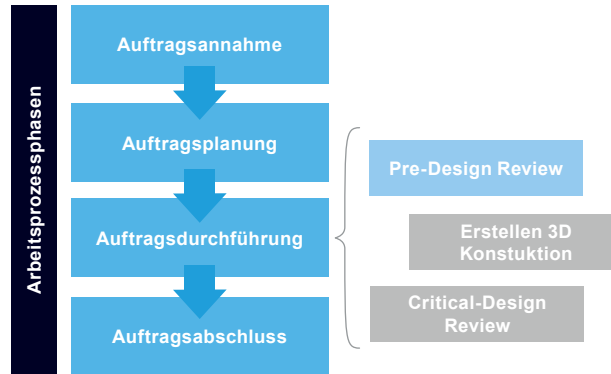 Arbeitsprozessphasen
Auftragsannahme
Auftragsplanung
Auftragsdurchführung
Auftragsabschluss
Pre-Design Review
Erstellen 3D
Konstuktion
Critical-Design
Review